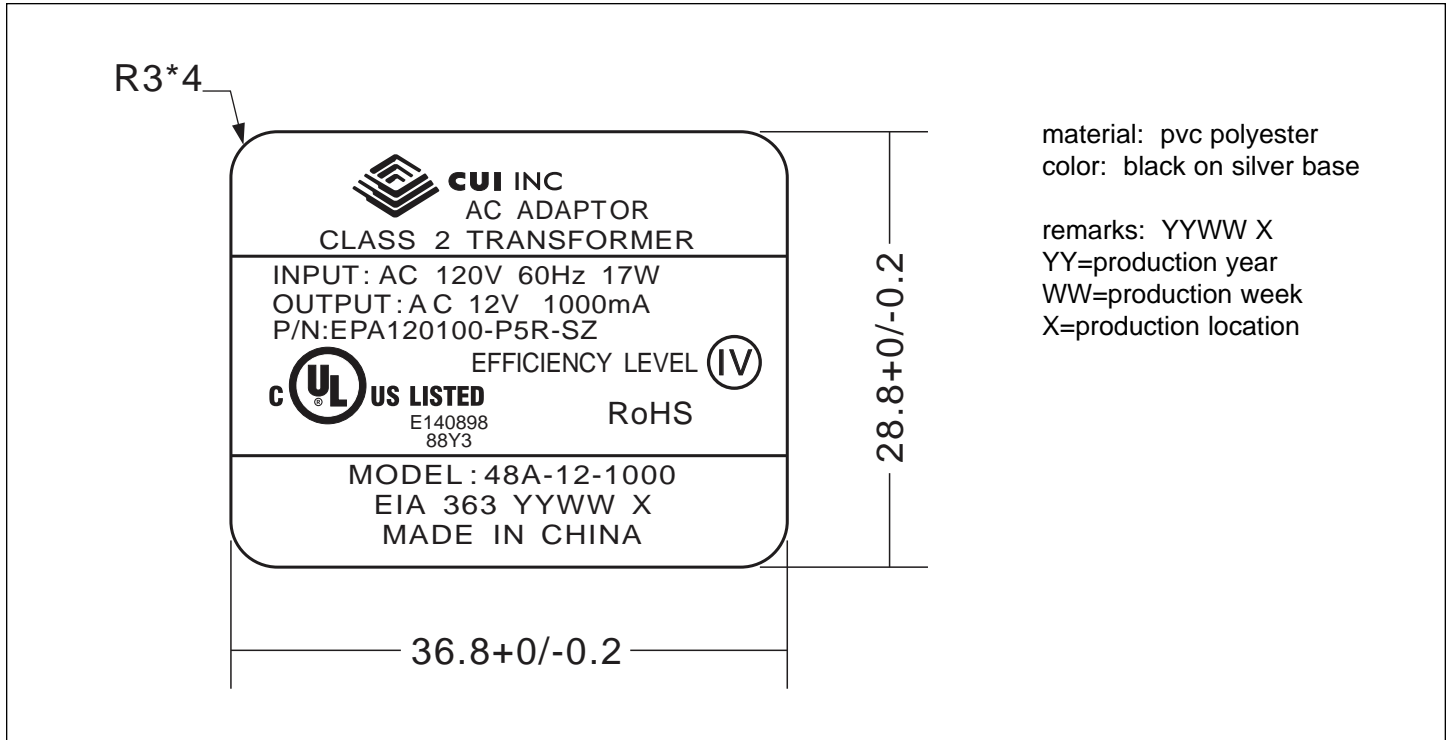 R3*4
CUI INC
AC ADAPTOR
CLASS 2 TRANSFORMER
INPUT: AC 120V 60Hz 17W
OUTPUT: AC 12V 1000mA
P/N:EPA120100-P5R-SZ
EFFICIENCY LEVEL IV
C UL ® US LISTED
E140898
88Y3
RoHS
MODEL: 48A-12-1000
EIA 363 YYWW X
MADE IN CHINA
28.8+0/-0.2
36.8+0/-0.2
material: pvc polyester
color: black on silver base
remarks: YYWW X
YY=production year
WW=production week
X=production location